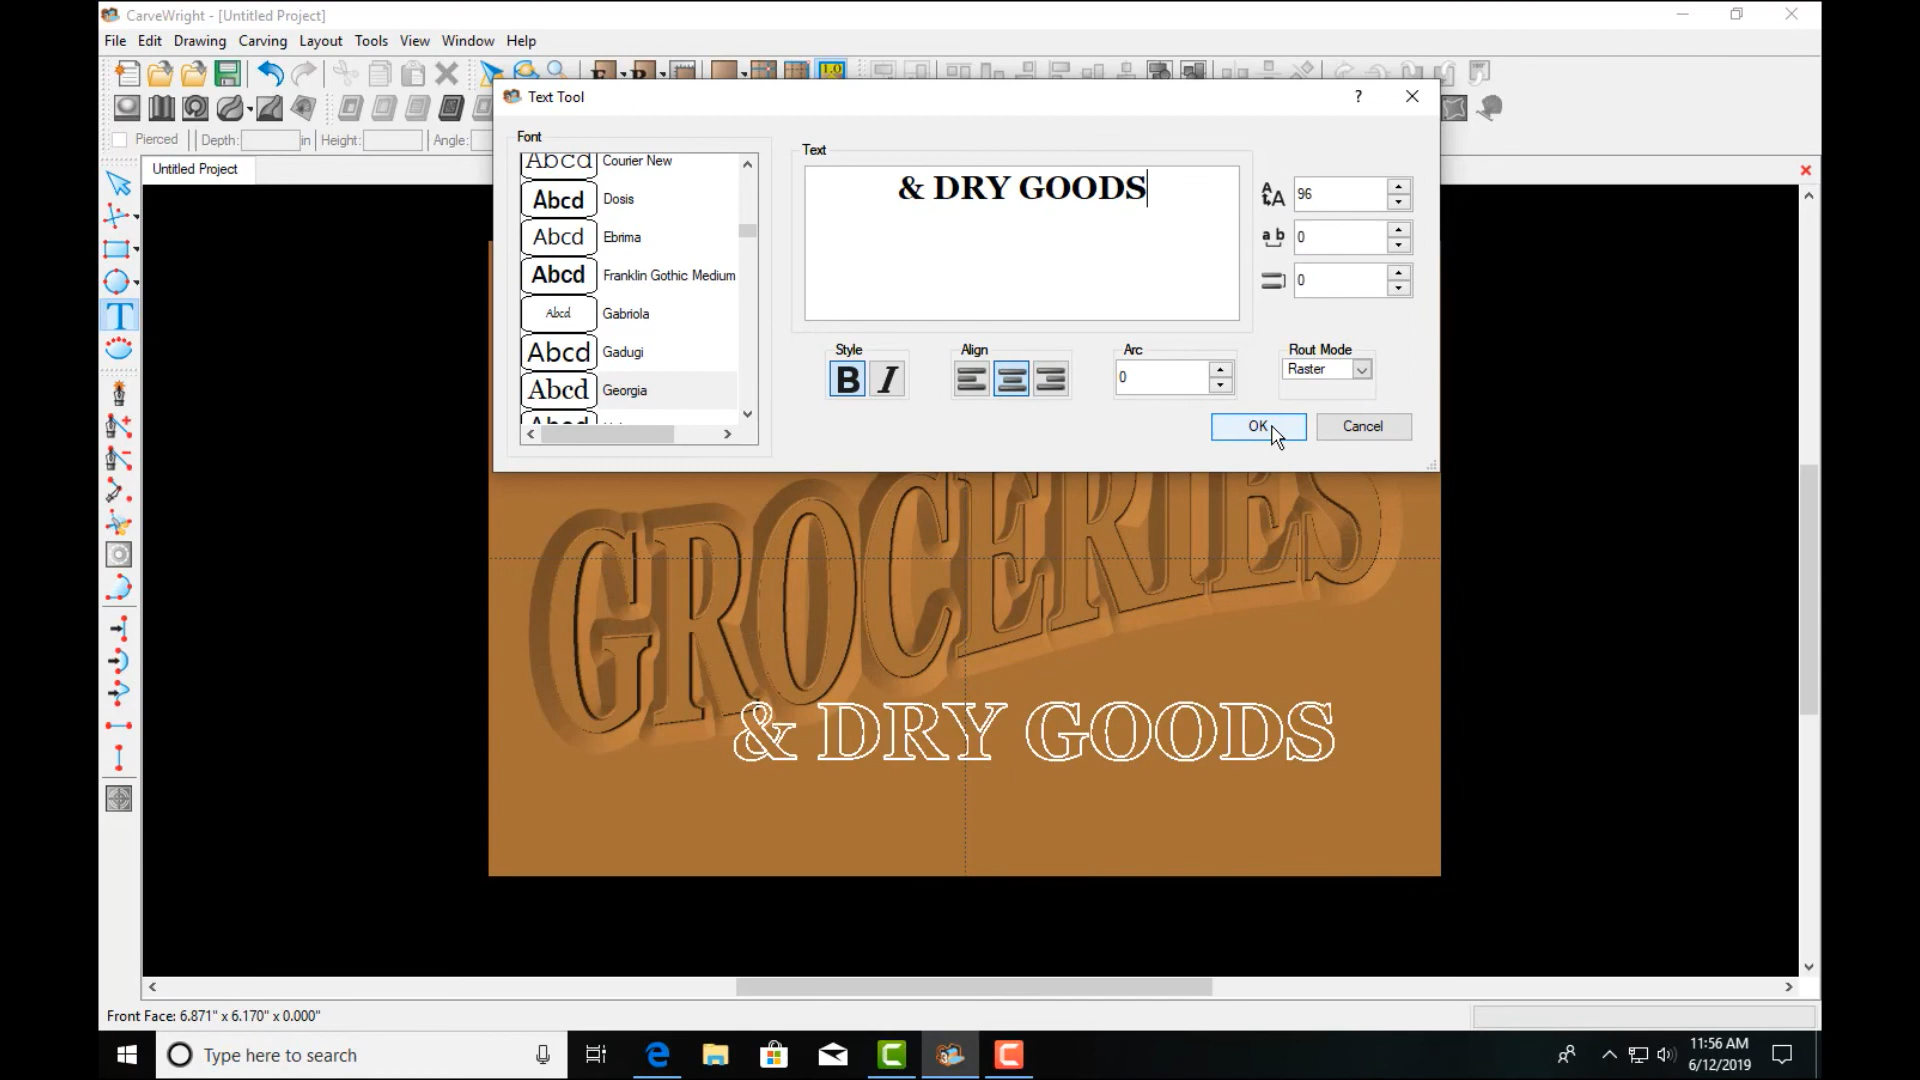 CarveWright - [Untitled Project]
File Edit Drawing Carving Layout Tools View Window Help
1.0
Pierced Depth: in Height: Angle:
Untitled Project
Text Tool
?
Font
Abcd Courier New
Abcd Dosis
Abcd Ebrima
Abcd Franklin Gothic Medium
Abcd Gabriola
Abcd Gadugi
Abcd Georgia
Text
& DRY GOODS
96
a b 0
0
Style
B I
Align
Arc
0
Rout Mode
Raster
OK Cancel
T
GROCERIES
& DRY GOODS
Front Face: 6.871" x 6.170" x 0.000"
Type here to search
11:56 AM
6/12/2019